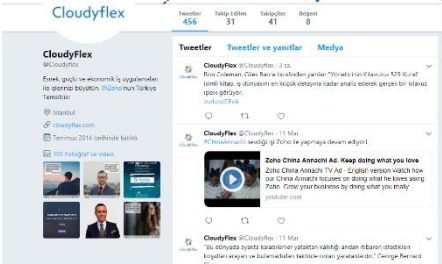 Cloudyflex
Tweetler Takip Edilen Takipçiler Beğeni
456 31 41 8
CloudyFlex
@Cloudyflex
Esnek, güçlü ve ekonomik iş uygulamaları
ile işlerinizi büyütün. @Zoho'nun Türkiye
Temsilcisi
İstanbul
cloudyflex.com
Temmuz 2014 tarihinde katıldı
Fotoğraf ve video
Tweetler Tweetler ve yanıtlar Medya
CloudyFlex @Cloudyflex · 3 sa.
Ron Coleman, Giles Barrie tarafından yazılan "Yöneticinin Kılavuzu 525 Kural"
isimli kitap, iş dünyasını en küçük detayına kadar analiz ederek gerçek bir kılavuz
işlevi görüyor.
CloudyFlex @Cloudyflex · 11 Mar
#ChinaAnnachi sevdiği işi Zoho ile yapmaya devam ediyor!
Zoho China Annachi Ad. Keep doing what you love
Zoho China Annachi TV Ad - English version Watch how
our China Annachi focuses on doing what he loves using
Zoho. Grow your business by doing what you really
youtube.com
CloudyFlex @Cloudyflex · 11 Mar
"Bu dünyada ayakta kalabilenler yataktan kalktığı andan itibaren istedikleri
koşulları arayan ve bulamadıkları taktirde onları yaratanlardır." George Bernard